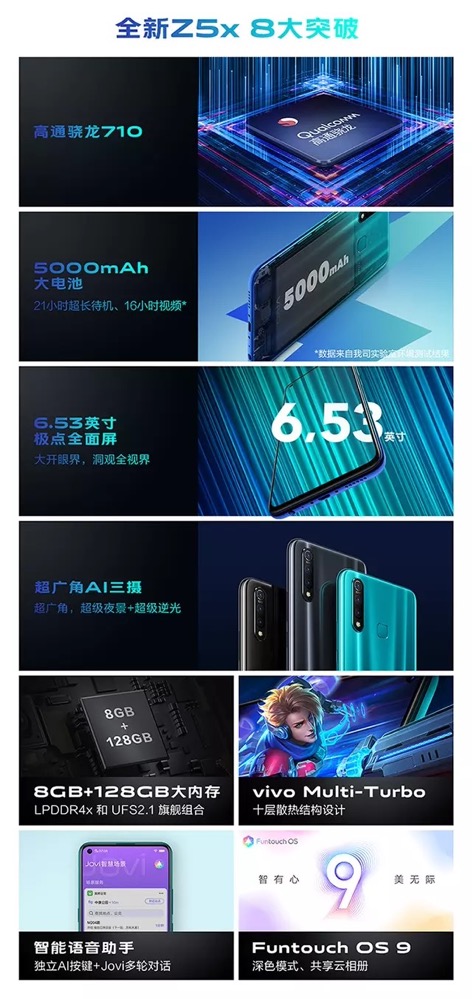 全新Z5x 8大突破
高通骁龙710
Qualcomm
高通骁龙
5000mAh
大电池
21小时超长待机、16小时视频*
5000mAh
*数据来自我司实验室环境测试结果
6.53英寸
极点全面屏
大开眼界,洞观全视界
6.53英寸
超广角AI三摄
超广角,超级夜景+超级逆光
8GB
+
128GB
8GB+128GB大内存
LPDDR4x 和 UFS2.1 旗舰组合
vivo Multi-Turbo
十层散热结构设计
Jovi智慧场景
智能语音助手
独立AI按键+Jovi多轮对话
Funtouch OS
智有心 9 美无际
Funtouch OS 9
深色模式、共享云相册